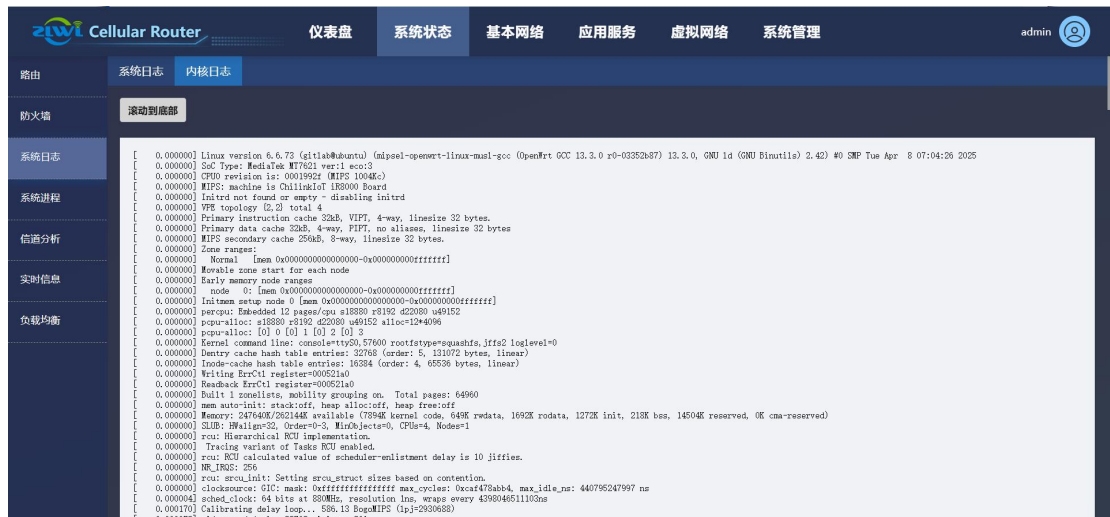 ziwi Cellular Router
仪表盘 系统状态 基本网络 应用服务 虚拟网络 系统管理 admin
路由
防火墙
系统日志
系统进程
信道分析
实时信息
负载均衡
系统日志 内核日志
滚动到底部
[    0.000000] Linux version 6.6.73 (gitlab@ubuntu) (mipsel-openwrt-linux-musl-gcc (OpenWrt GCC 13.3.0 r0-03352b87) 13.3.0, GNU ld (GNU Binutils) 2.42) #0 SMP Tue Apr  8 07:04:26 2025
[    0.000000] SoC Type: MediaTek MT7621 ver:1 eco:3
[    0.000000] CPU0 revision is: 0001992f (MIPS 1004Kc)
[    0.000000] MIPS: machine is ChilinkIoT iR8000 Board
[    0.000000] Initrd not found or empty - disabling initrd
[    0.000000] VPE topology {2,2} total 4
[    0.000000] Primary instruction cache 32kB, VIPT, 4-way, linesize 32 bytes.
[    0.000000] Primary data cache 32kB, 4-way, PIPT, no aliases, linesize 32 bytes
[    0.000000] MIPS secondary cache 256kB, 8-way, linesize 32 bytes.
[    0.000000] Zone ranges:
[    0.000000]   Normal   [mem 0x0000000000000000-0x000000000fffffff]
[    0.000000] Movable zone start for each node
[    0.000000] Early memory node ranges
[    0.000000]   node   0: [mem 0x0000000000000000-0x000000000fffffff]
[    0.000000] Initmem setup node 0 [mem 0x0000000000000000-0x000000000fffffff]
[    0.000000] percpu: Embedded 12 pages/cpu s18880 r8192 d22080 u49152
[    0.000000] pcpu-alloc: s18880 r8192 d22080 u49152 alloc=12*4096
[    0.000000] pcpu-alloc: [0] 0 [0] 1 [0] 2 [0] 3
[    0.000000] Kernel command line: console=ttyS0,57600 rootfstype=squashfs,jffs2 loglevel=0
[    0.000000] Dentry cache hash table entries: 32768 (order: 5, 131072 bytes, linear)
[    0.000000] Inode-cache hash table entries: 16384 (order: 4, 65536 bytes, linear)
[    0.000000] Writing ErrCtl register=000521a0
[    0.000000] Readback ErrCtl register=000521a0
[    0.000000] Built 1 zonelists, mobility grouping on.  Total pages: 64960
[    0.000000] mem auto-init: stack:off, heap alloc:off, heap free:off
[    0.000000] Memory: 247640K/262144K available (7894K kernel code, 649K rwdata, 1692K rodata, 1272K init, 218K bss, 14504K reserved, 0K cma-reserved)
[    0.000000] SLUB: HWalign=32, Order=0-3, MinObjects=0, CPUs=4, Nodes=1
[    0.000000] rcu: Hierarchical RCU implementation.
[    0.000000]  Tracing variant of Tasks RCU enabled.
[    0.000000] rcu: RCU calculated value of scheduler-enlistment delay is 10 jiffies.
[    0.000000] NR_IRQS: 256
[    0.000000] rcu: srcu_init: Setting srcu_struct sizes based on contention.
[    0.000000] clocksource: GIC: mask: 0xffffffffffffffff max_cycles: 0xcaf478abb4, max_idle_ns: 440795247997 ns
[    0.000004] sched_clock: 64 bits at 880MHz, resolution 1ns, wraps every 4398046511103ns
[    0.000170] Calibrating delay loop... 586.13 BogoMIPS (lpj=2930688)